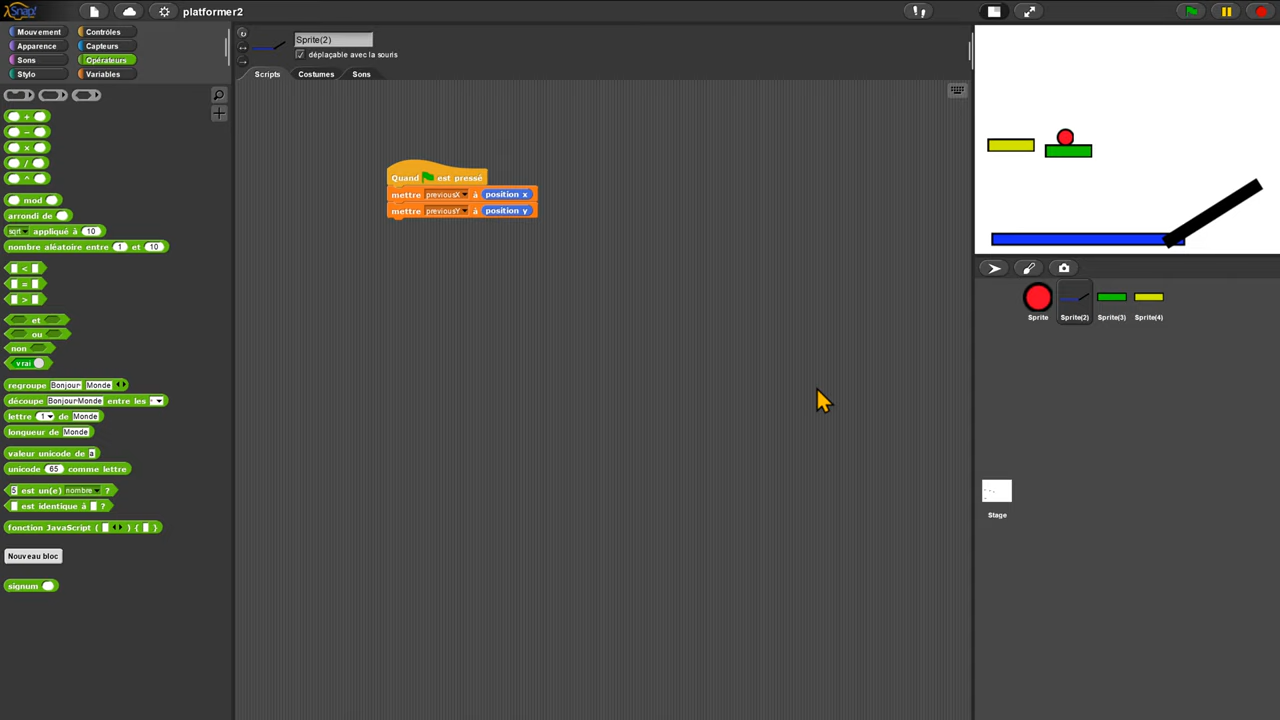 Snap!
platformer2
Mouvement
Contrôles
Apparence
Capteurs
Sons
Opérateurs
Stylo
Variables
+
−
×
/
^
mod
arrondi de
sqrt appliqué à 10
nombre aléatoire entre 1 et 10
<
=
>
et
ou
non
vrai
regroupe Bonjour Monde
découpe Bonjour Monde entre les
lettre 1 de Monde
longueur de Monde
valeur unicode de a
unicode 65 comme lettre
5 est un(e) nombre ?
est identique à ?
fonction JavaScript ( ) { }
Nouveau bloc
signum
Sprite(2)
déplaçable avec la souris
Scripts
Costumes
Sons
Quand est pressé
mettre previousX à position x
mettre previousY à position y
Sprite
Sprite(2)
Sprite(3)
Sprite(4)
Stage